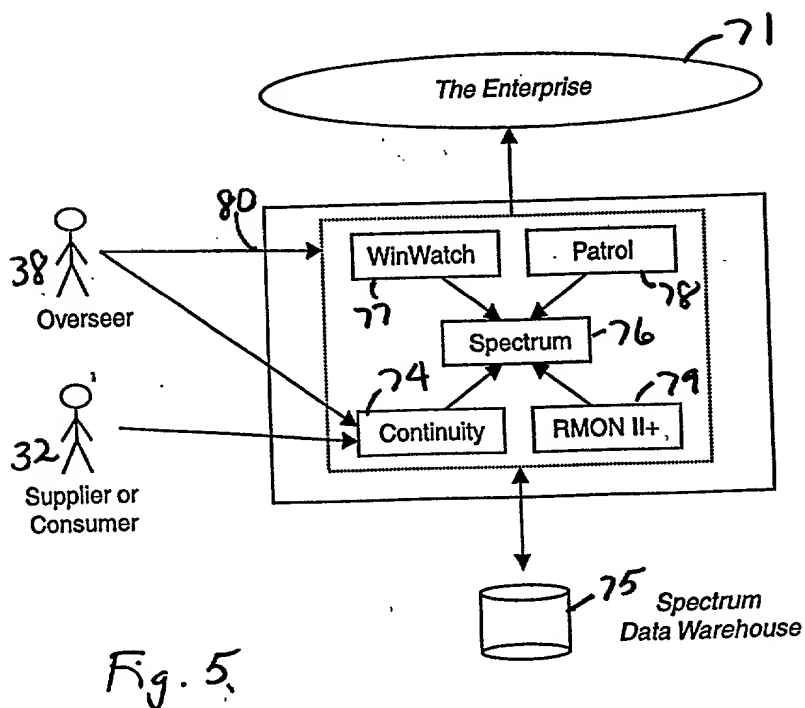 71
The Enterprise
80
WinWatch
Patrol
38
77
78
Overseer
Spectrum
76
74
79
Continuity
RMON II+
32
Supplier or
Consumer
75
Spectrum
Data Warehouse
Fig. 5